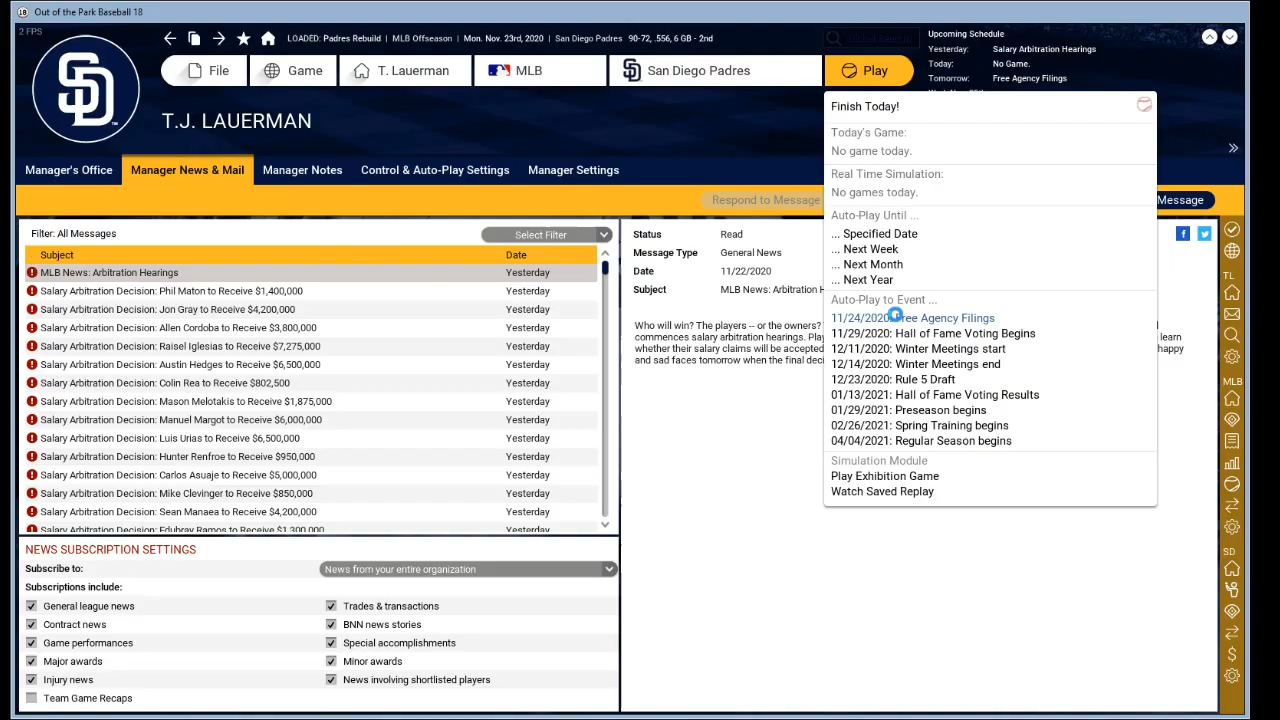 18 Out of the Park Baseball 18
2 FPS
LOADED: Padres Rebuild | MLB Offseason | Mon. Nov. 23rd, 2020 | San Diego Padres 90-72, .556, 6 GB - 2nd
Upcoming Schedule
Yesterday: Salary Arbitration Hearings
Today: No Game.
Tomorrow: Free Agency Filings
File
Game
T. Lauerman
MLB
San Diego Padres
Play
SD
T.J. LAUERMAN
Manager's Office
Manager News & Mail
Manager Notes
Control & Auto-Play Settings
Manager Settings
Respond to Message
Message
Finish Today!
Today's Game:
No game today.
Real Time Simulation:
No games today.
Auto-Play Until ...
... Specified Date
... Next Week
... Next Month
... Next Year
Auto-Play to Event ...
11/24/2020: Free Agency Filings
11/29/2020: Hall of Fame Voting Begins
12/11/2020: Winter Meetings start
12/14/2020: Winter Meetings end
12/23/2020: Rule 5 Draft
01/13/2021: Hall of Fame Voting Results
01/29/2021: Preseason begins
02/26/2021: Spring Training begins
04/04/2021: Regular Season begins
Simulation Module
Play Exhibition Game
Watch Saved Replay
Filter: All Messages
Select Filter
Subject Date
MLB News: Arbitration Hearings Yesterday
Salary Arbitration Decision: Phil Maton to Receive $1,400,000 Yesterday
Salary Arbitration Decision: Jon Gray to Receive $4,200,000 Yesterday
Salary Arbitration Decision: Allen Cordoba to Receive $3,800,000 Yesterday
Salary Arbitration Decision: Raisel Iglesias to Receive $7,275,000 Yesterday
Salary Arbitration Decision: Austin Hedges to Receive $6,500,000 Yesterday
Salary Arbitration Decision: Colin Rea to Receive $802,500 Yesterday
Salary Arbitration Decision: Mason Melotakis to Receive $1,875,000 Yesterday
Salary Arbitration Decision: Manuel Margot to Receive $6,000,000 Yesterday
Salary Arbitration Decision: Luis Urias to Receive $6,500,000 Yesterday
Salary Arbitration Decision: Hunter Renfroe to Receive $950,000 Yesterday
Salary Arbitration Decision: Carlos Asuaje to Receive $5,000,000 Yesterday
Salary Arbitration Decision: Mike Clevinger to Receive $850,000 Yesterday
Salary Arbitration Decision: Sean Manaea to Receive $4,200,000 Yesterday
Salary Arbitration Decision: Edubray Ramos to Receive $1,300,000 Yesterday
Status Read
Message Type General News
Date 11/22/2020
Subject MLB News: Arbitration H
Who will win? The players -- or the owners?
commences salary arbitration hearings. Play learn
whether their salary claims will be accepted happy
and sad faces tomorrow when the final deci
NEWS SUBSCRIPTION SETTINGS
Subscribe to: News from your entire organization
Subscriptions include:
General league news
Trades & transactions
Contract news
BNN news stories
Game performances
Special accomplishments
Major awards
Minor awards
Injury news
News involving shortlisted players
Team Game Recaps
TL
MLB
SD